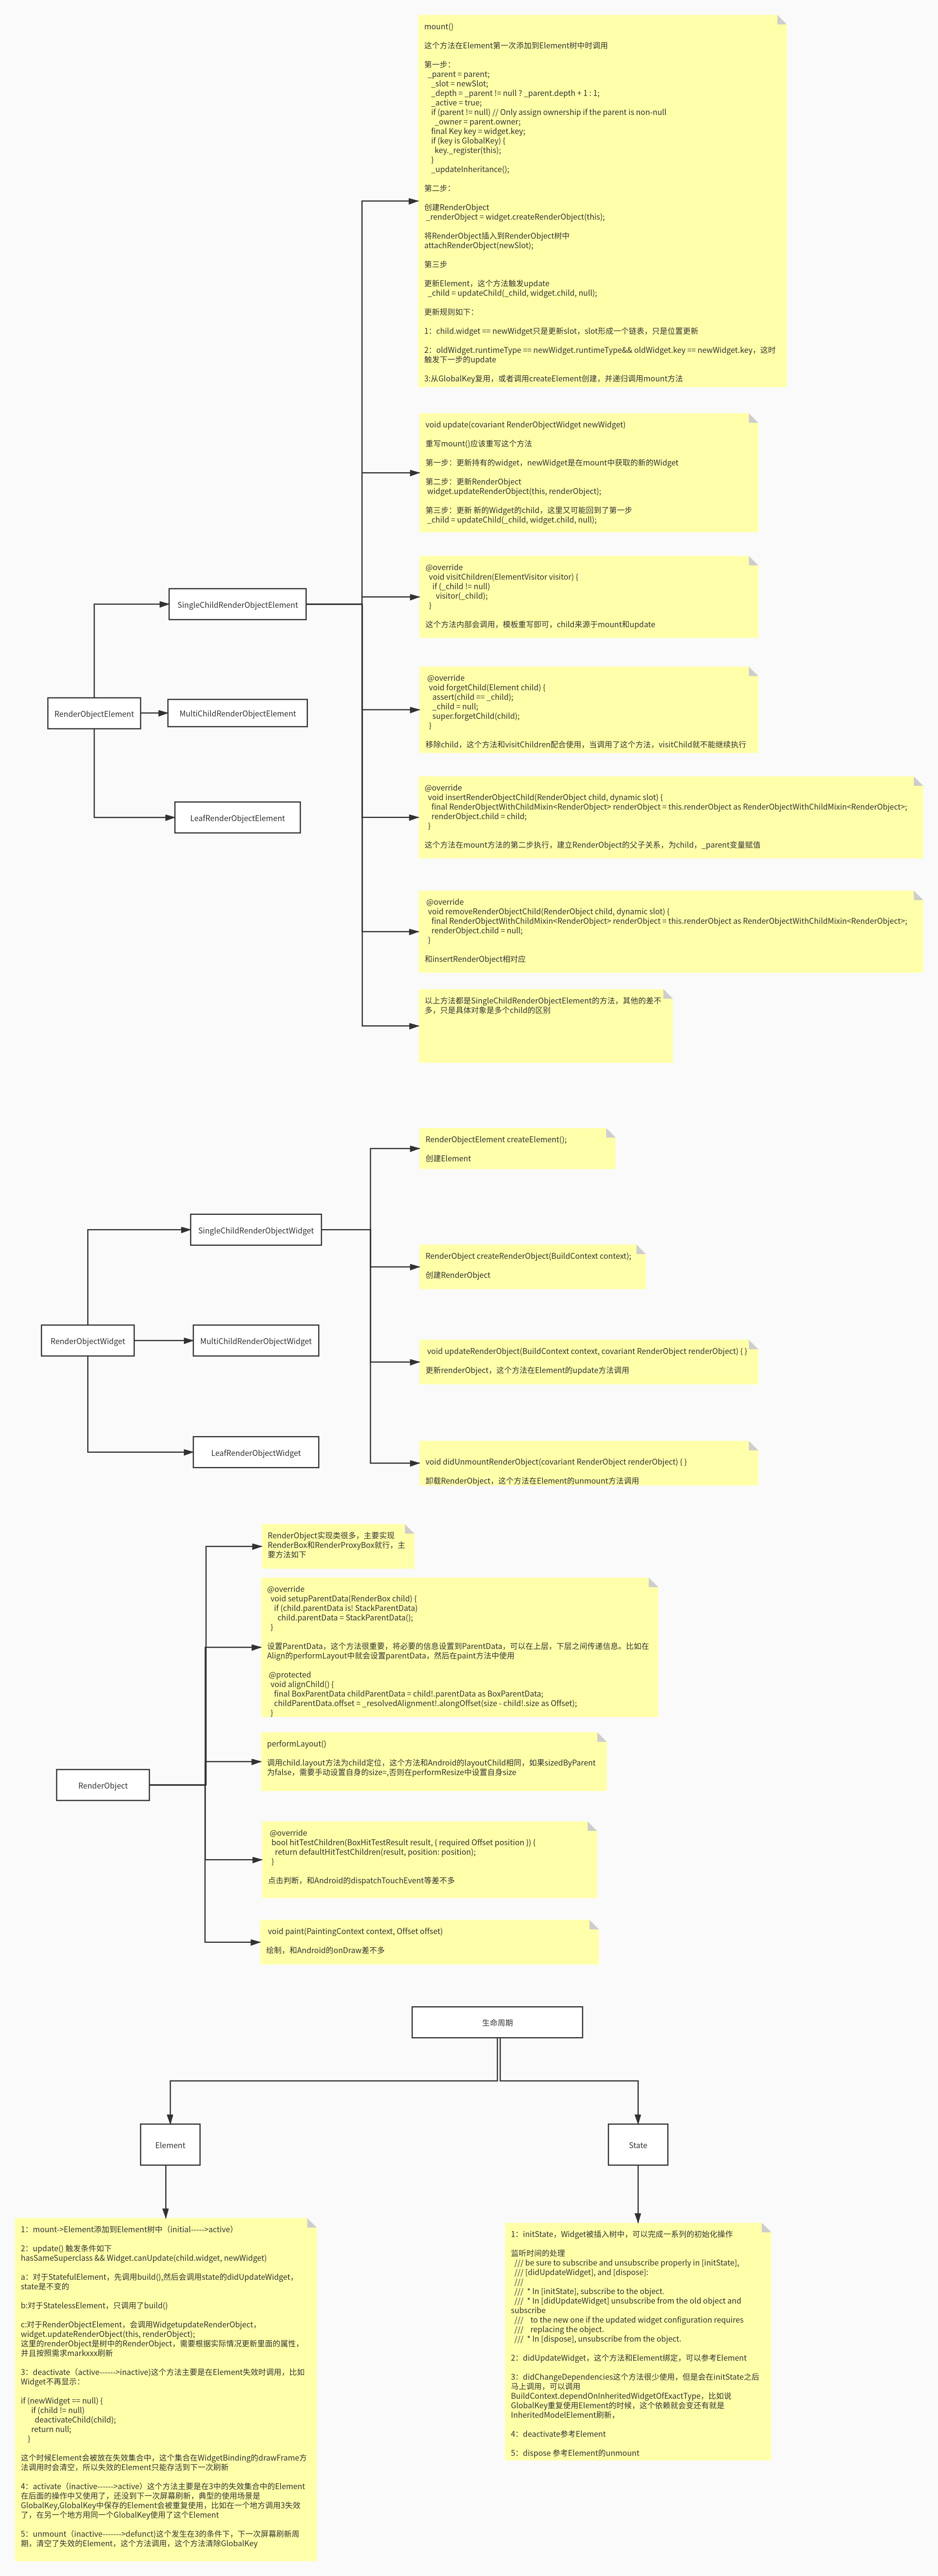 mount()
这个方法在Element第一次添加到Element树中时调用
第一步：
_parent = parent;
_slot = newSlot;
_depth = _parent != null ? _parent.depth + 1 : 1;
_active = true;
if (parent != null) // Only assign ownership if the parent is non-null
_owner = parent.owner;
final Key key = widget.key;
if (key is GlobalKey) {
key._register(this);
}
_updateInheritance();
第二步：
创建RenderObject
_renderObject = widget.createRenderObject(this);
将RenderObject插入到RenderObject树中
attachRenderObject(newSlot);
第三步
更新Element，这个方法触发update
_child = updateChild(_child, widget.child, null);
更新规则如下：
1：child.widget == newWidget只是更新slot，slot形成一个链表，只是位置更新
2：oldWidget.runtimeType == newWidget.runtimeType&& oldWidget.key == newWidget.key，这时
触发下一步的update
3:从GlobalKey复用，或者调用createElement创建，并递归调用mount方法
void update(covariant RenderObjectWidget newWidget)
重写mount()应该重写这个方法
第一步：更新持有的widget，newWidget是在mount中获取的新的Widget
第二步：更新RenderObject
widget.updateRenderObject(this, renderObject);
第三步：更新 新的Widget的child，这里又可能回到了第一步
_child = updateChild(_child, widget.child, null);
@override
void visitChildren(ElementVisitor visitor) {
if (_child != null)
visitor(_child);
}
这个方法内部会调用，模板重写即可，child来源于mount和update
SingleChildRenderObjectElement
RenderObjectElement
MultiChildRenderObjectElement
LeafRenderObjectElement
@override
void forgetChild(Element child) {
assert(child == _child);
_child = null;
super.forgetChild(child);
}
移除child，这个方法和visitChildren配合使用，当调用了这个方法，visitChild就不能继续执行
@override
void insertRenderObjectChild(RenderObject child, dynamic slot) {
final RenderObjectWithChildMixin<RenderObject> renderObject = this.renderObject as RenderObjectWithChildMixin<RenderObject>;
renderObject.child = child;
}
这个方法在mount方法的第二步执行，建立RenderObject的父子关系，为child，_parent变量赋值
@override
void removeRenderObjectChild(RenderObject child, dynamic slot) {
final RenderObjectWithChildMixin<RenderObject> renderObject = this.renderObject as RenderObjectWithChildMixin<RenderObject>;
renderObject.child = null;
}
和insertRenderObject相对应
以上方法都是SingleChildRenderObjectElement的方法，其他的差不
多，只是具体对象是多个child的区别
RenderObjectElement createElement();
创建Element
SingleChildRenderObjectWidget
RenderObject createRenderObject(BuildContext context);
创建RenderObject
RenderObjectWidget
MultiChildRenderObjectWidget
void updateRenderObject(BuildContext context, covariant RenderObject renderObject) { }
更新renderObject，这个方法在Element的update方法调用
LeafRenderObjectWidget
void didUnmountRenderObject(covariant RenderObject renderObject) { }
卸载RenderObject，这个方法在Element的unmount方法调用
RenderObject实现类很多，主要实现
RenderBox和RenderProxyBox就行，主
要方法如下
@override
void setupParentData(RenderBox child) {
if (child.parentData is! StackParentData)
child.parentData = StackParentData();
}
设置ParentData，这个方法很重要，将必要的信息设置到ParentData，可以在上层，下层之间传递信息。比如在
Align的performLayout中就会设置parentData，然后在paint方法中使用
@protected
void alignChild() {
final BoxParentData childParentData = child!.parentData as BoxParentData;
childParentData.offset = _resolvedAlignment!.alongOffset(size - child!.size as Offset);
}
performLayout()
调用child.layout方法为child定位，这个方法和Android的layoutChild相同，如果sizedByParent
为false，需要手动设置自身的size=,否则在performResize中设置自身size
RenderObject
@override
bool hitTestChildren(BoxHitTestResult result, { required Offset position }) {
return defaultHitTestChildren(result, position: position);
}
点击判断，和Android的dispatchTouchEvent等差不多
void paint(PaintingContext context, Offset offset)
绘制，和Android的onDraw差不多
生命周期
Element
State
1：mount->Element添加到Element树中（initial----->active）
2：update() 触发条件如下
hasSameSuperclass && Widget.canUpdate(child.widget, newWidget)
a：对于StatefulElement，先调用build(),然后会调用state的didUpdateWidget，
state是不变的
b:对于StatelessElement，只调用了build()
c:对于RenderObjectElement，会调用WidgetupdateRenderObject，
widget.updateRenderObject(this, renderObject);
这里的renderObject是树中的RenderObject，需要根据实际情况更新里面的属性，
并且按照需求markxxx刷新
3：deactivate（active------>inactive)这个方法主要是在Element失效时调用，比如
Widget不再显示：
if (newWidget == null) {
if (child != null)
deactivateChild(child);
return null;
}
这个时候Element会被放在失效集合中，这个集合在WidgetBinding的drawFrame方
法调用时会清空，所以失效的Element只能存活到下一次刷新
4：activate（inactive------>active）这个方法主要是在3中的失效集合中的Element
在后面的操作中又使用了，还没到下一次屏幕刷新，典型的使用场景是
GlobalKey,GlobalKey中保存的Element会被重复使用，比如在一个地方调用3失效
了，在另一个地方用同一个GlobalKey使用了这个Element
5：unmount（inactive------->defunct)这个发生在3的条件下，下一次屏幕刷新周
期，清空了失效的Element，这个方法调用，这个方法清除GlobalKey
1：initState，Widget被插入树中，可以完成一系列的初始化操作
监听时间的处理
/// be sure to subscribe and unsubscribe properly in [initState],
/// [didUpdateWidget], and [dispose]:
///
/// * In [initState], subscribe to the object.
/// * In [didUpdateWidget] unsubscribe from the old object and
subscribe
/// to the new one if the updated widget configuration requires
/// replacing the object.
/// * In [dispose], unsubscribe from the object.
2：didUpdateWidget，这个方法和Element绑定，可以参考Element
3：didChangeDependencies这个方法很少使用，但是会在initState之后
马上调用，可以调用
BuildContext.dependOnInheritedWidgetOfExactType，比如说
GlobalKey重复使用Element的时候，这个依赖就会变还有就是
InheritedModelElement刷新，
4：deactivate参考Element
5：dispose 参考Element的unmount